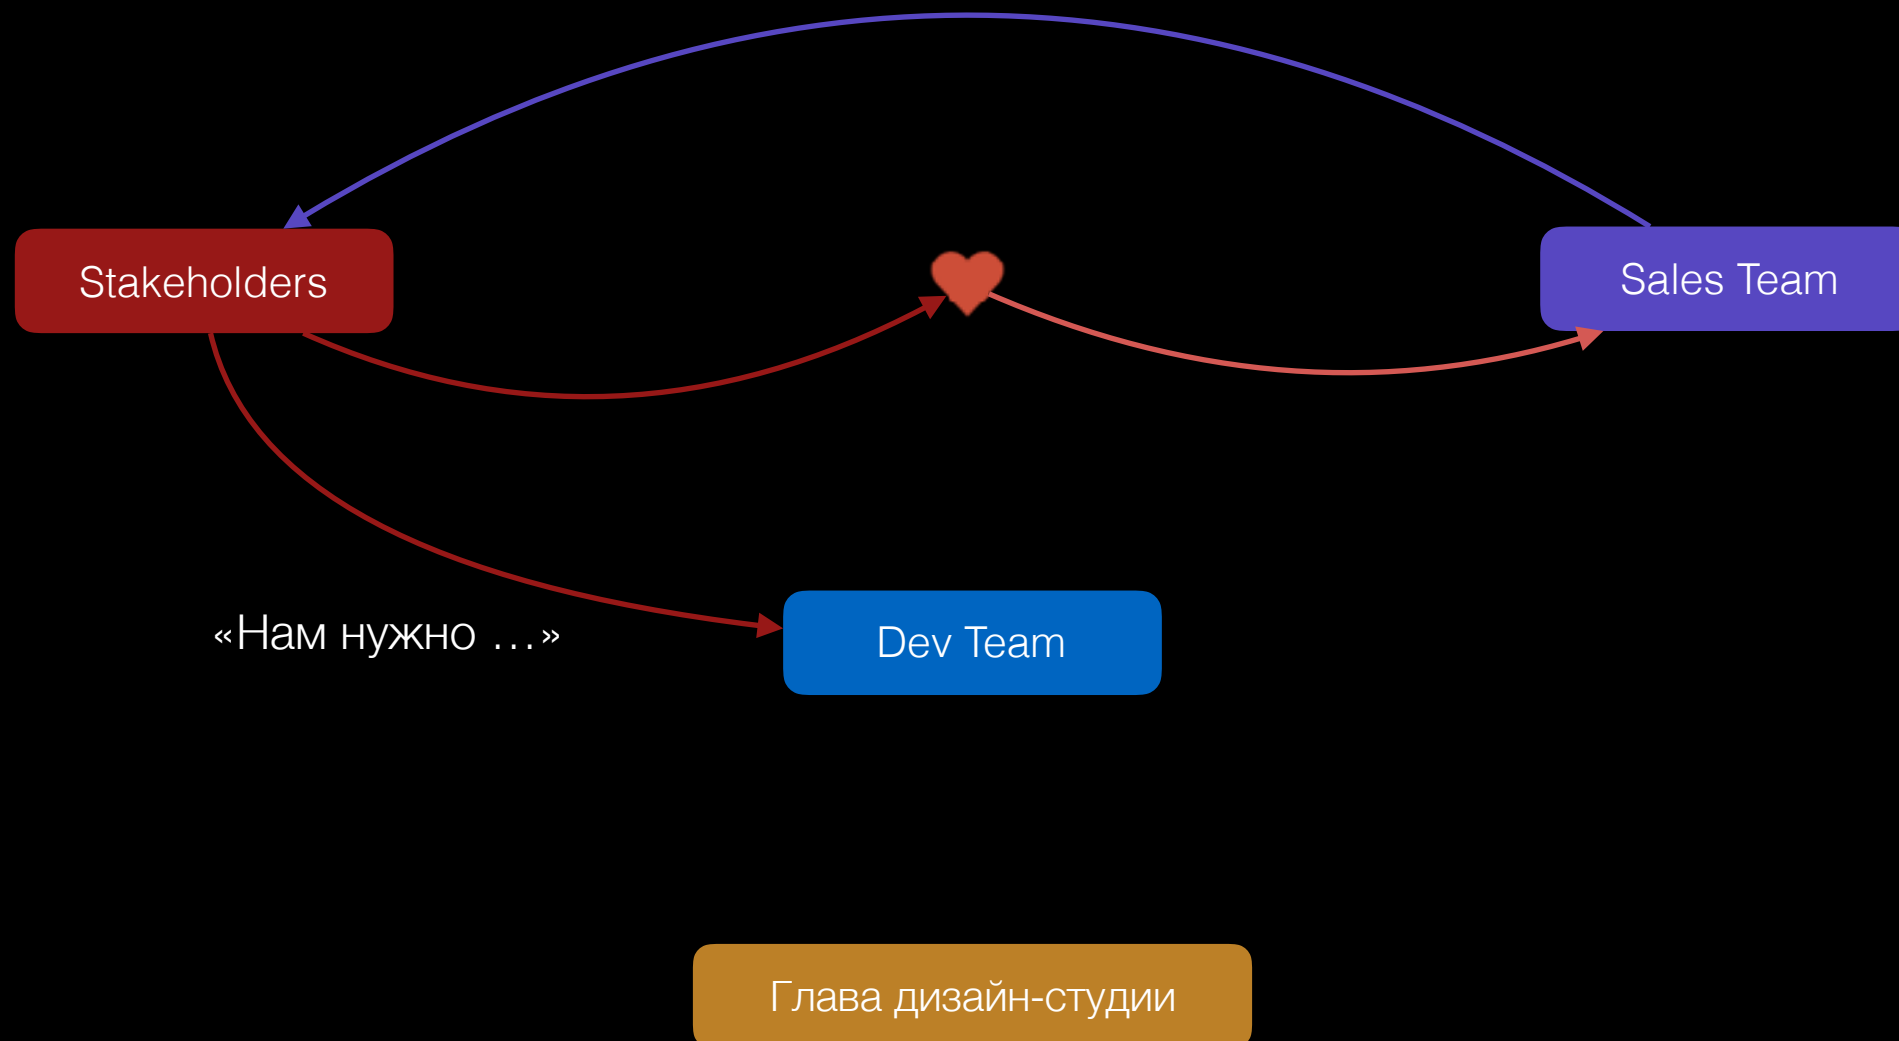 Stakeholders
Sales Team
«Нам нужно ...»
Dev Team
Глава дизайн-студии